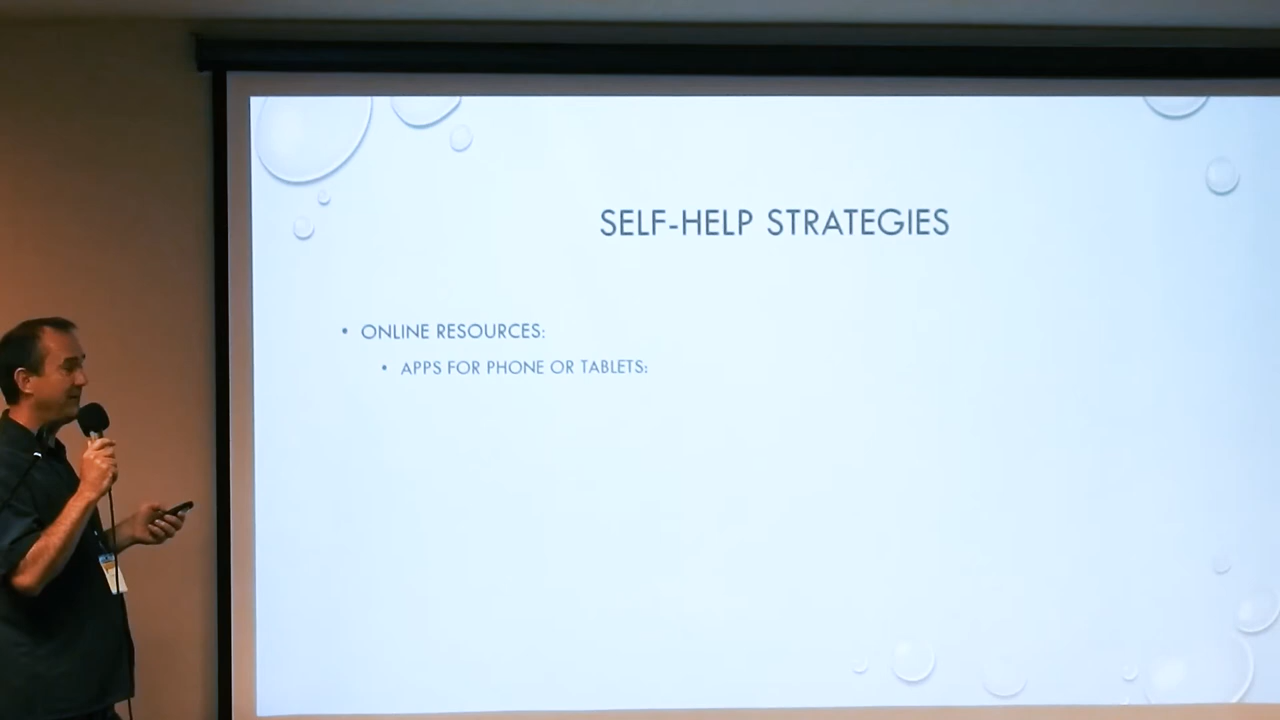 SELF-HELP STRATEGIES
• ONLINE RESOURCES:
• APPS FOR PHONE OR TABLETS: